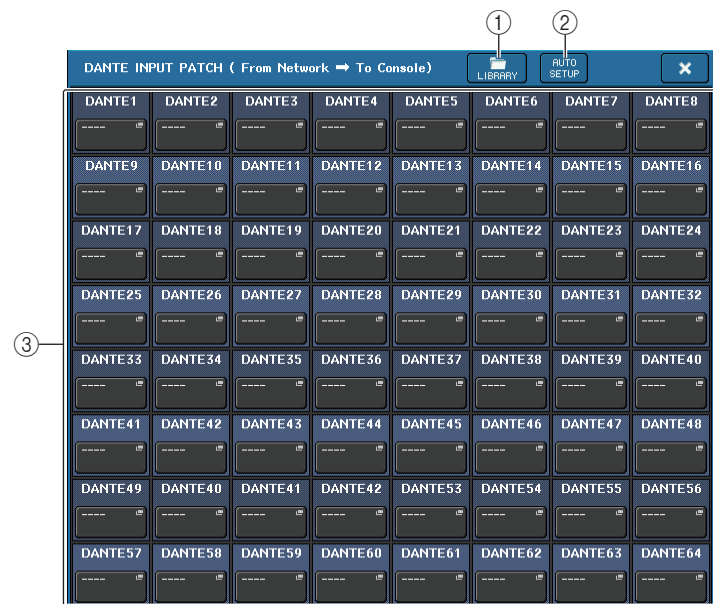 1 2
DANTE INPUT PATCH ( From Network ➡ To Console) LIBRARY AUTO SETUP ×
DANTE1 DANTE2 DANTE3 DANTE4 DANTE5 DANTE6 DANTE7 DANTE8
---- ---- ---- ---- ---- ---- ---- ----
DANTE9 DANTE10 DANTE11 DANTE12 DANTE13 DANTE14 DANTE15 DANTE16
---- ---- ---- ---- ---- ---- ---- ----
DANTE17 DANTE18 DANTE19 DANTE20 DANTE21 DANTE22 DANTE23 DANTE24
---- ---- ---- ---- ---- ---- ---- ----
DANTE25 DANTE26 DANTE27 DANTE28 DANTE29 DANTE30 DANTE31 DANTE32
---- ---- ---- ---- ---- ---- ---- ----
3
DANTE33 DANTE34 DANTE35 DANTE36 DANTE37 DANTE38 DANTE39 DANTE40
---- ---- ---- ---- ---- ---- ---- ----
DANTE41 DANTE42 DANTE43 DANTE44 DANTE45 DANTE46 DANTE47 DANTE48
---- ---- ---- ---- ---- ---- ---- ----
DANTE49 DANTE40 DANTE41 DANTE42 DANTE53 DANTE54 DANTE55 DANTE56
---- ---- ---- ---- ---- ---- ---- ----
DANTE57 DANTE58 DANTE59 DANTE60 DANTE61 DANTE62 DANTE63 DANTE64
---- ---- ---- ---- ---- ---- ---- ----